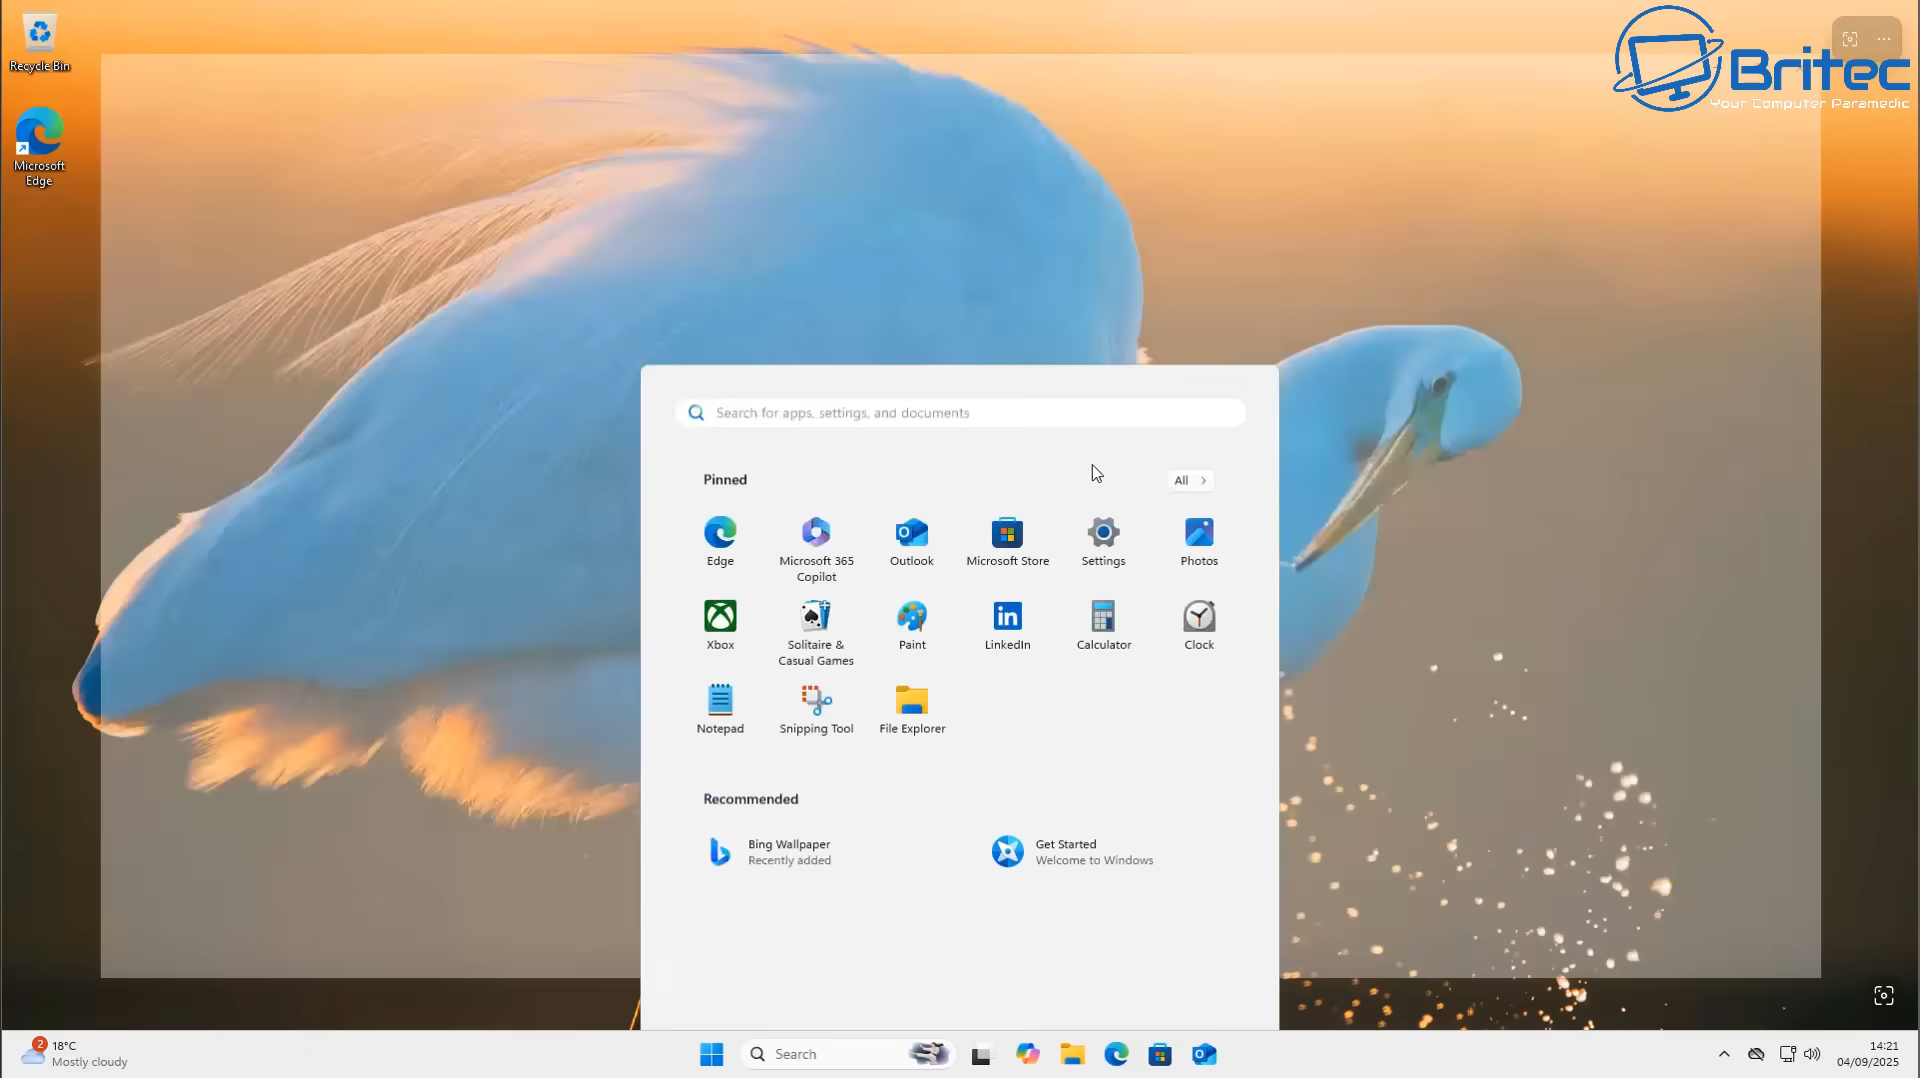 Recycle Bin
Microsoft
Edge
Britec
Your Computer Paramedic
Search for apps, settings, and documents
Pinned
All
Edge
Microsoft 365
Copilot
Outlook
Microsoft Store
Settings
Photos
Xbox
Solitaire &
Casual Games
Paint
LinkedIn
Calculator
Clock
Notepad
Snipping Tool
File Explorer
Recommended
Bing Wallpaper
Recently added
Get Started
Welcome to Windows
2
18°C
Mostly cloudy
Search
14:21
04/09/2025